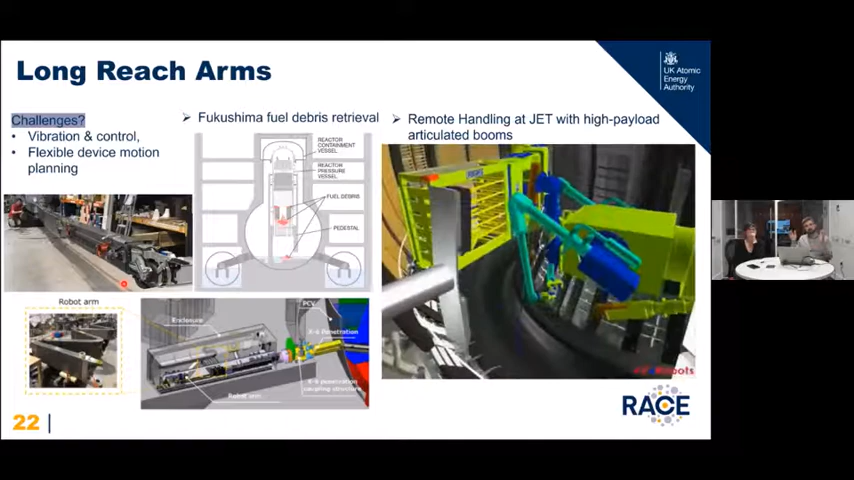 Long Reach Arms
UK Atomic
Energy
Authority
Challenges?
• Vibration & control,
• Flexible device motion
planning
➢ Fukushima fuel debris retrieval
➢ Remote Handling at JET with high-payload
articulated booms
REACTOR
CONTAINMENT
VESSEL
REACTOR
PRESSURE
VESSEL
FUEL DEBRIS
PEDESTAL
Robot arm
Enclosure
PCV
X-6 Penetration
X-6 penetration
Robot arm
RACE
22